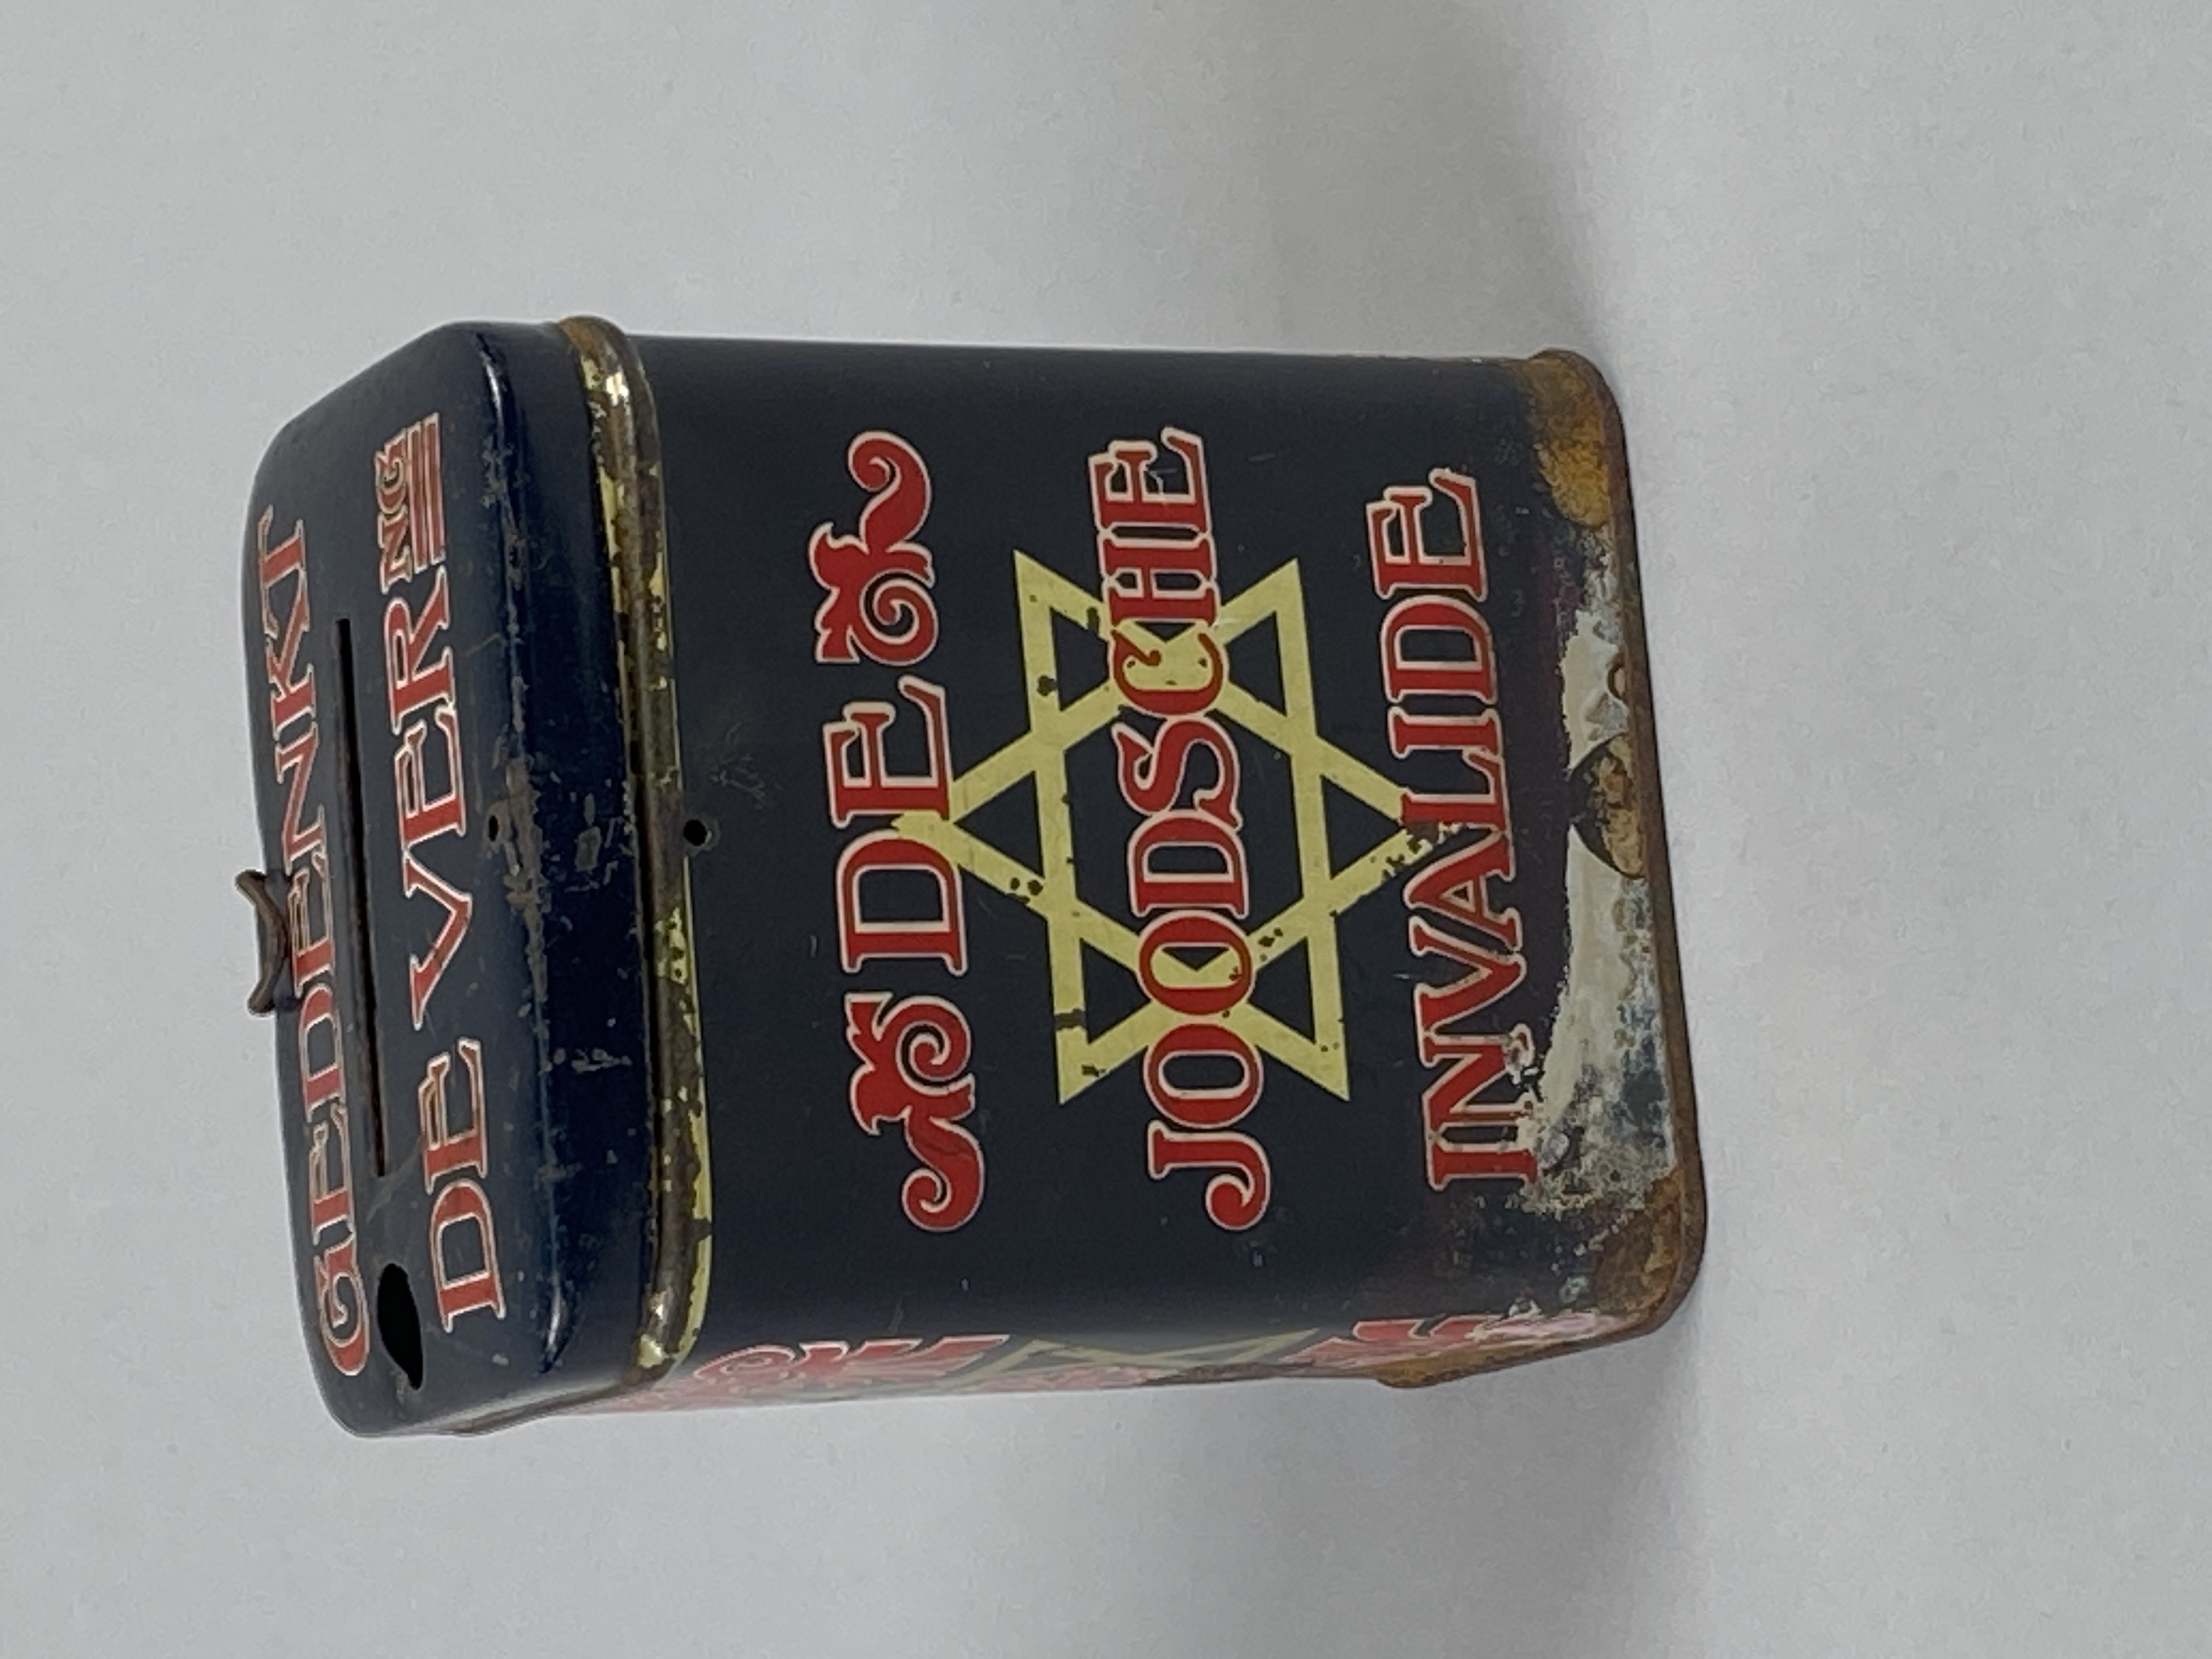 GEDENKT
DE VERNG
DE
JOODSCHE
INVALIDE